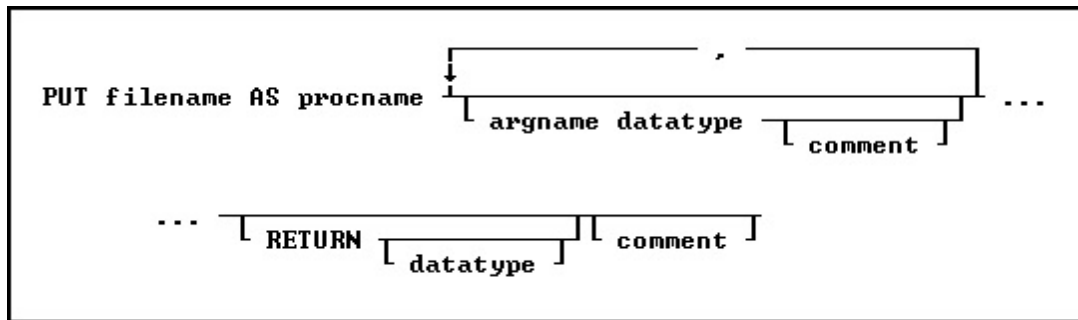 ,
PUT filename AS procname ...
argname datatype
comment
...
RETURN comment
datatype